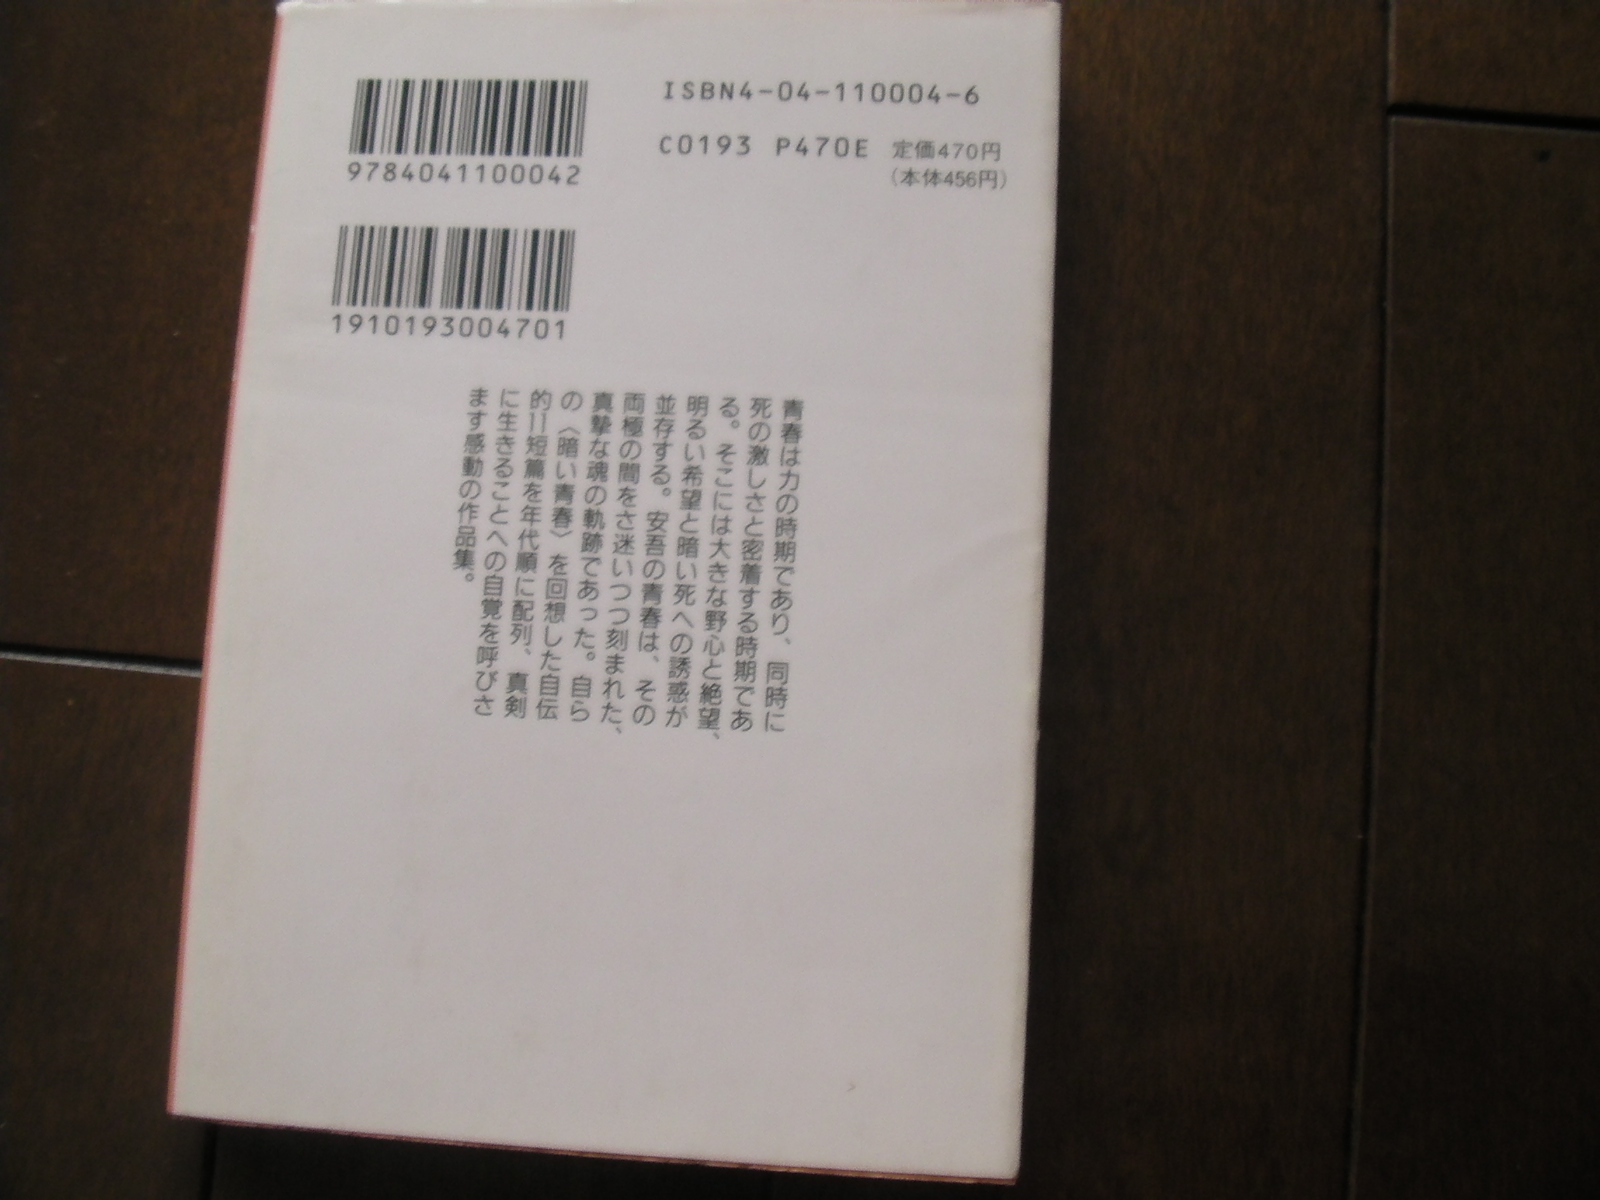 9784041100042
1910193004701
ISBN4-04-110004-6
C0193 P470E 定価470円
(本体456円)
青春は力の時期であり、同時に
死の激しさと密着する時期であ
る。そこには大きな野心と絶望、
明るい希望と暗い死への誘惑が
並存する。安吾の青春は、その
両極の間をさ迷いつつ刻まれた、
真摯な魂の軌跡であった。自ら
の〈暗い青春〉を回想した自伝
的11短篇を年代順に配列、真剣
に生きることへの自覚を呼びさ
ます感動の作品集。